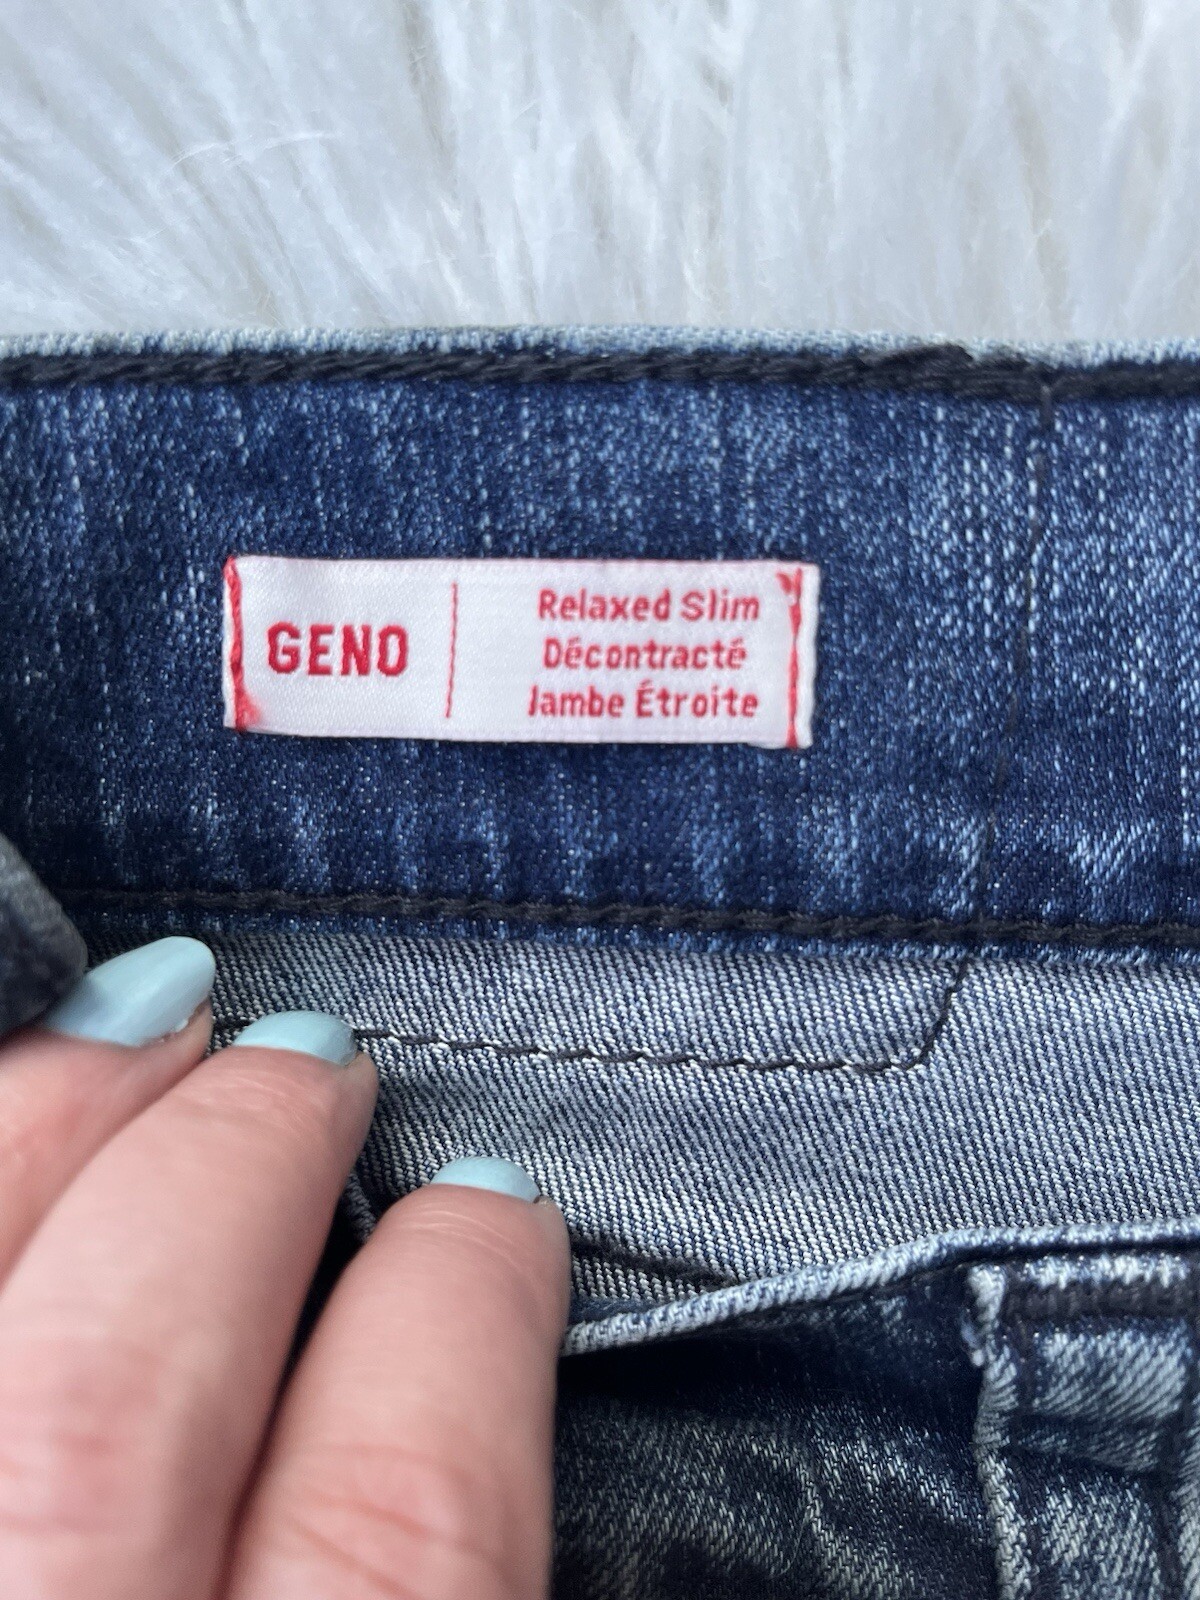 GENO
Relaxed Slim
Décontracté
Jambe Étroite